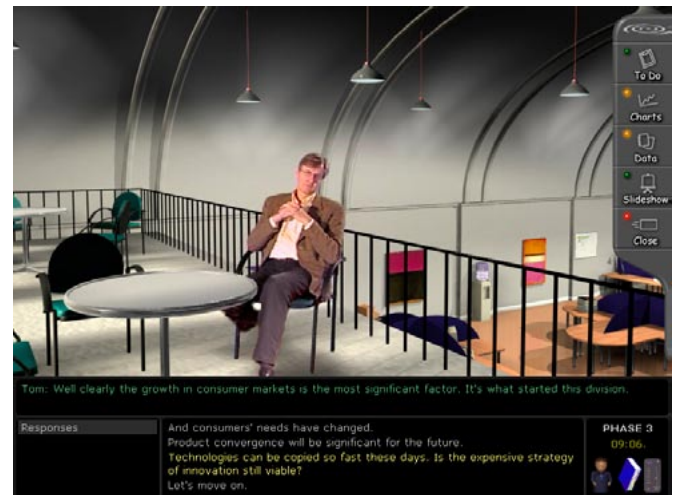 To Do
Charts
Data
Slideshow
Close
Tom: Well clearly the growth in consumer markets is the most significant factor. It's what started this division.
Responses
And consumers' needs have changed.
Product convergence will be significant for the future.
Technologies can be copied so fast these days. Is the expensive strategy
of innovation still viable?
Let's move on.
PHASE 3
09:06.